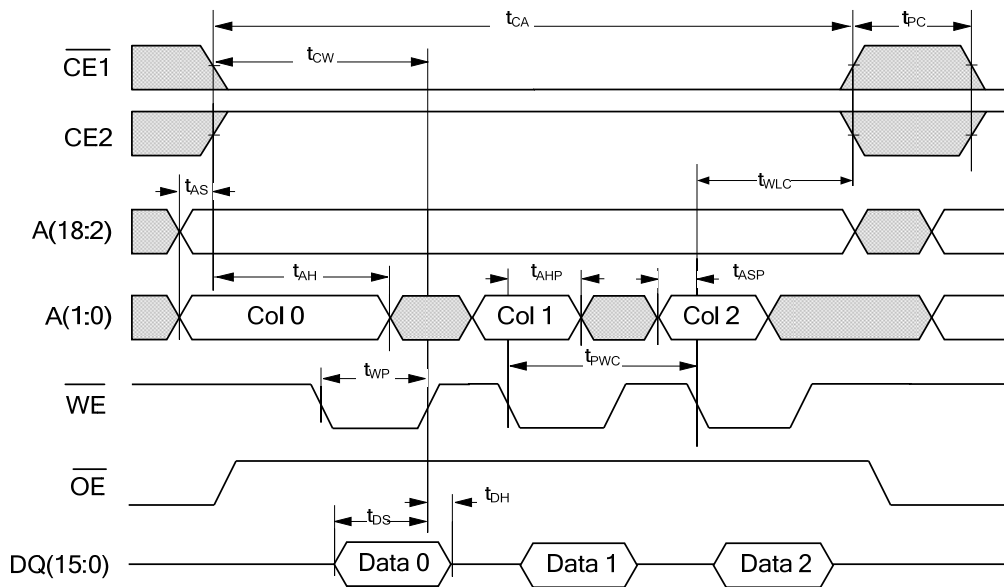 tCA
tPC
CE1
tCW
CE2
tWLC
tAS
A(18:2)
tAH
tAHP
tASP
A(1:0)
Col 0
Col 1
Col 2
tPWC
tWP
WE
OE
tDH
tDS
DQ(15:0)
Data 0
Data 1
Data 2